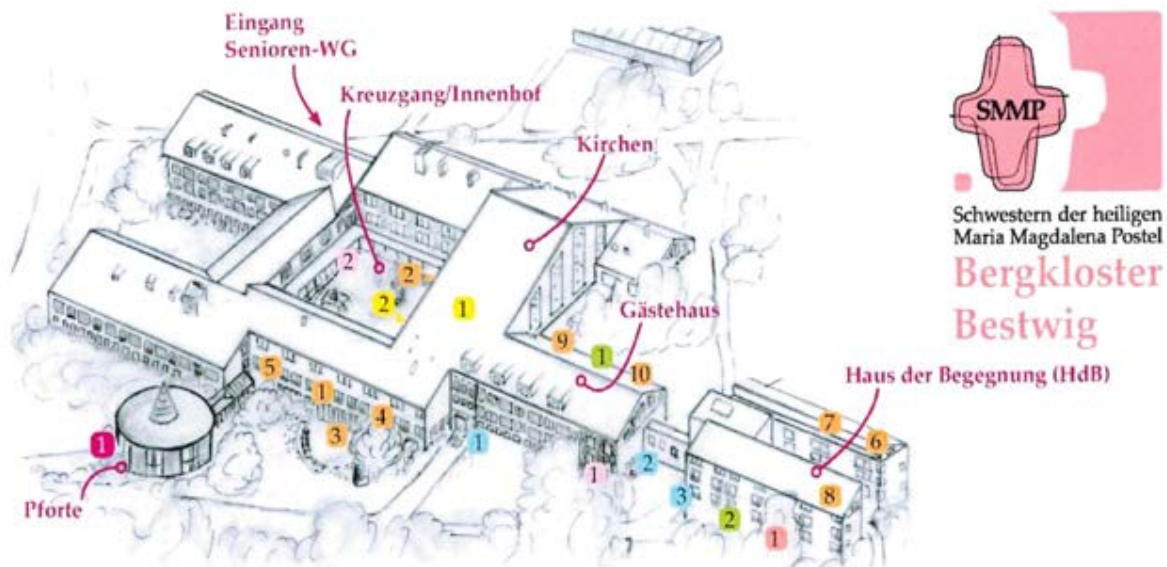 Eingang
Senioren-WG
Kreuzgang/Innenhof
Kirchen
SMMP
Schwestern der heiligen
Maria Magdalena Postel
Bergkloster
Bestwig
2
2
2
1
Gästehaus
9
1
10
Haus der Begegnung (HdB)
5
1
4
3
7
6
1
1
1
2
3
8
2
1
Pforte